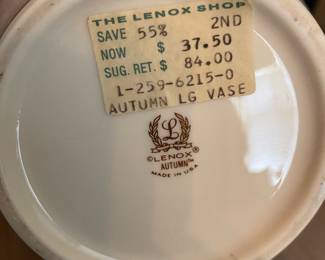 THE LENOX SHOP
SAVE 55% 2ND
NOW $ 37.50
SUG. RET. $ 84.00
1-259-6215-0
AUTUMN LG VASE
L
©LENOX®
AUTUMN™
MADE IN USA